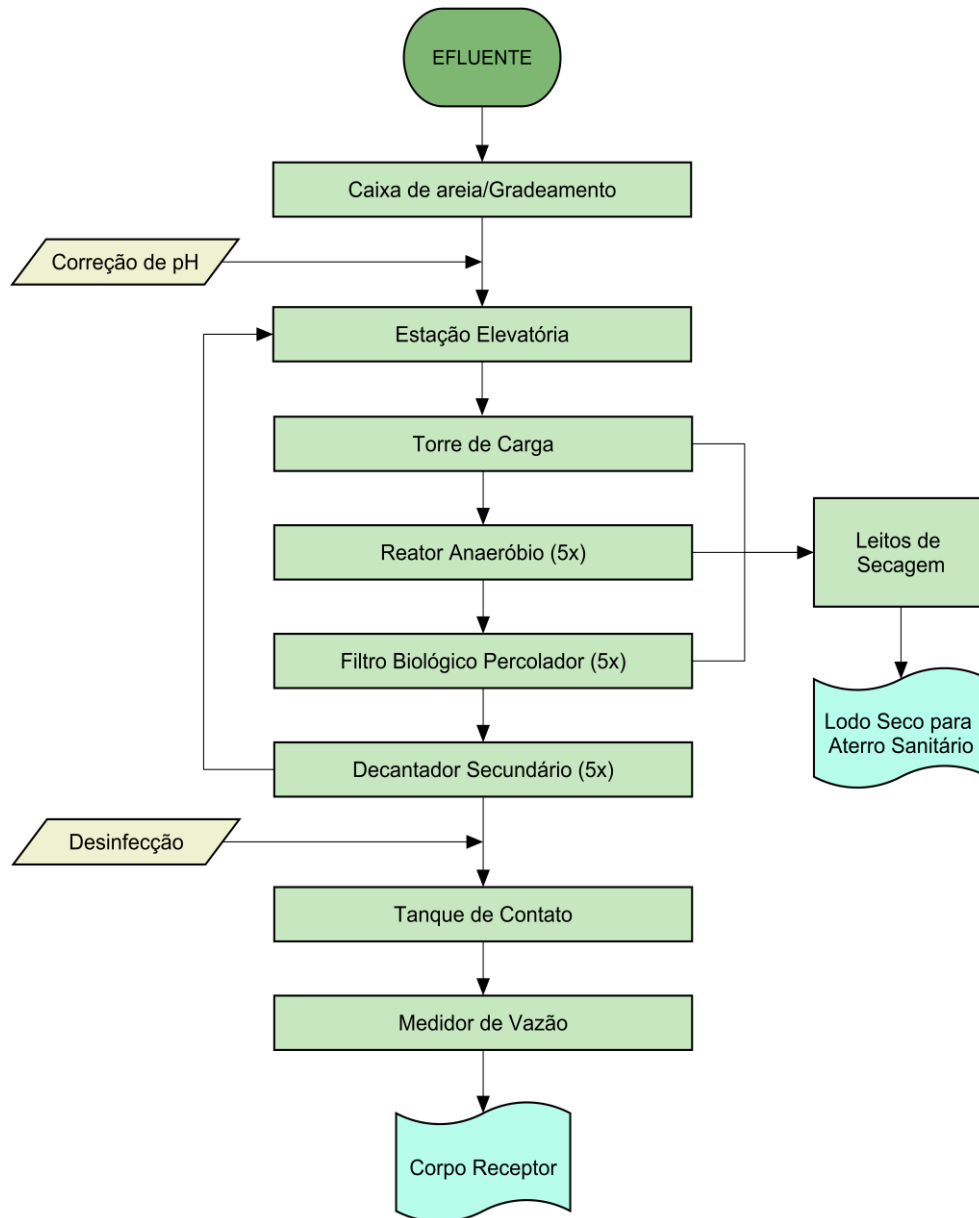 EFLUENTE
Caixa de areia/Gradeamento
Correção de pH
Estação Elevatória
Torre de Carga
Reator Anaeróbio (5x)
Leitos de
Secagem
Filtro Biológico Percolador (5x)
Lodo Seco para
Aterro Sanitário
Decantador Secundário (5x)
Desinfecção
Tanque de Contato
Medidor de Vazão
Corpo Receptor